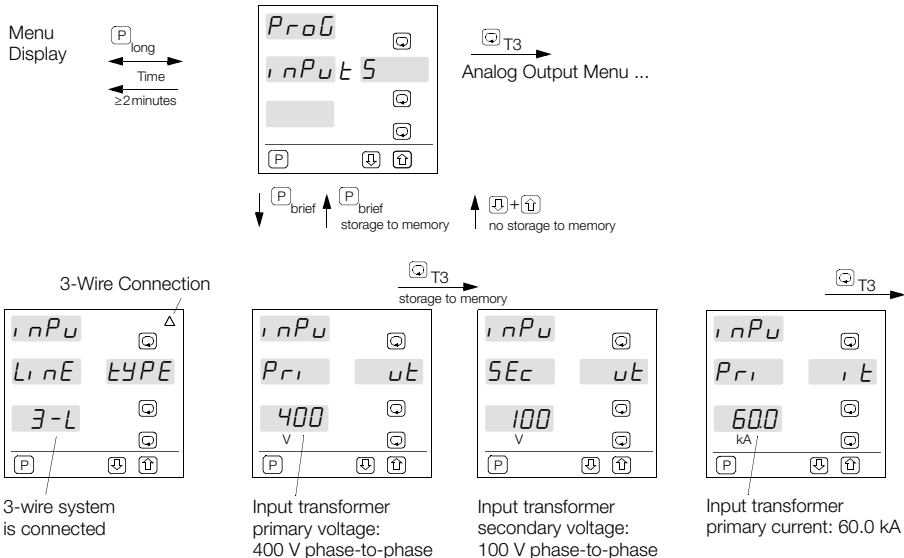 Menu
Display
P long
Time
≥2 minutes
ProG
inPut S
P
T3
Analog Output Menu ...
P brief
P brief
storage to memory
+
no storage to memory
3-Wire Connection
T3
storage to memory
T3
inPu
LinE tYPE
3-L
P
inPu
Pri ut
400
V
P
inPu
SEc ut
100
V
P
inPu
Pri it
60.0
kA
P
3-wire system
is connected
Input transformer
primary voltage:
400 V phase-to-phase
Input transformer
secondary voltage:
100 V phase-to-phase
Input transformer
primary current: 60.0 kA